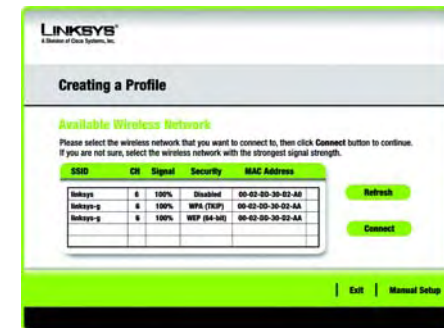 LINKSYS®
A Division of Cisco Systems, Inc.
Creating a Profile
Available Wireless Network
Please select the wireless network that you want to connect to, then click Connect button to continue.
If you are not sure, select the wireless network with the strongest signal strength.
SSID CH Signal Security MAC Address
linksys 6 100% Disabled 00-02-DD-30-D2-A0
linksys-g 6 100% WPA (TKIP) 00-02-DD-30-D2-AA
linksys-g 6 100% WEP (64-bit) 00-02-DD-30-D2-AA
Refresh
Connect
Exit | Manual Setup